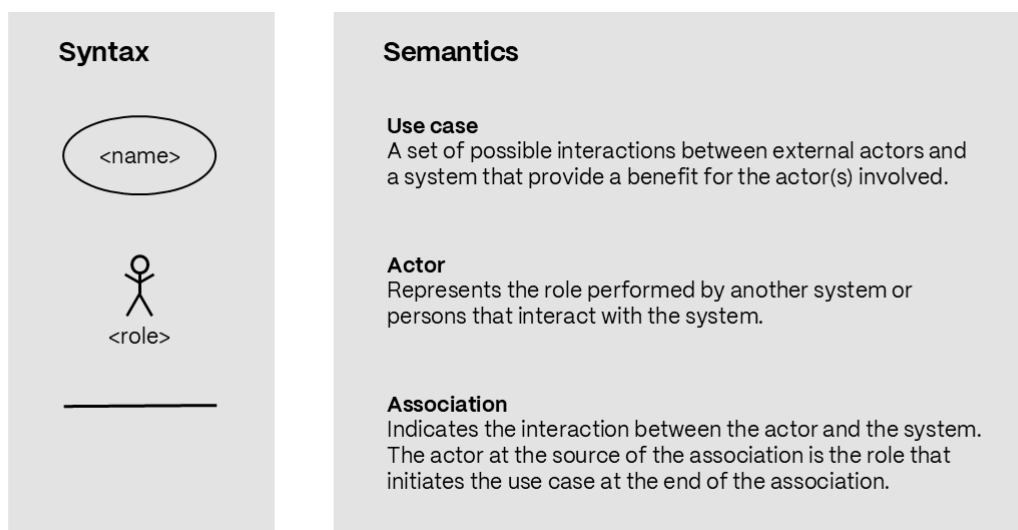 Syntax
<name>
<role>
Semantics
Use case
A set of possible interactions between external actors and
a system that provide a benefit for the actor(s) involved.
Actor
Represents the role performed by another system or
persons that interact with the system.
Association
Indicates the interaction between the actor and the system.
The actor at the source of the association is the role that
initiates the use case at the end of the association.